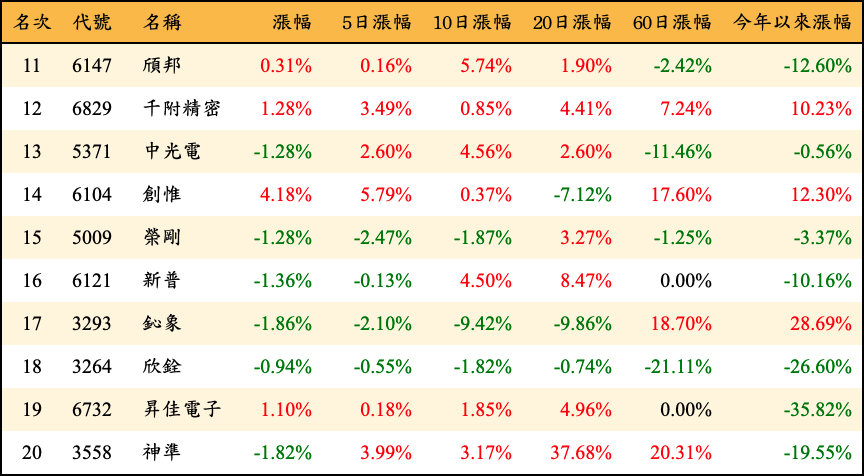 名次 代號 名稱 漲幅 5日漲幅 10日漲幅 20日漲幅 60日漲幅 今年以來漲幅
11 6147 頎邦 0.31% 0.16% 5.74% 1.90% -2.42% -12.60%
12 6829 千附精密 1.28% 3.49% 0.85% 4.41% 7.24% 10.23%
13 5371 中光電 -1.28% 2.60% 4.56% 2.60% -11.46% -0.56%
14 6104 創惟 4.18% 5.79% 0.37% -7.12% 17.60% 12.30%
15 5009 榮剛 -1.28% -2.47% -1.87% 3.27% -1.25% -3.37%
16 6121 新普 -1.36% -0.13% 4.50% 8.47% 0.00% -10.16%
17 3293 鈊象 -1.86% -2.10% -9.42% -9.86% 18.70% 28.69%
18 3264 欣銓 -0.94% -0.55% -1.82% -0.74% -21.11% -26.60%
19 6732 昇佳電子 1.10% 0.18% 1.85% 4.96% 0.00% -35.82%
20 3558 神準 -1.82% 3.99% 3.17% 37.68% 20.31% -19.55%